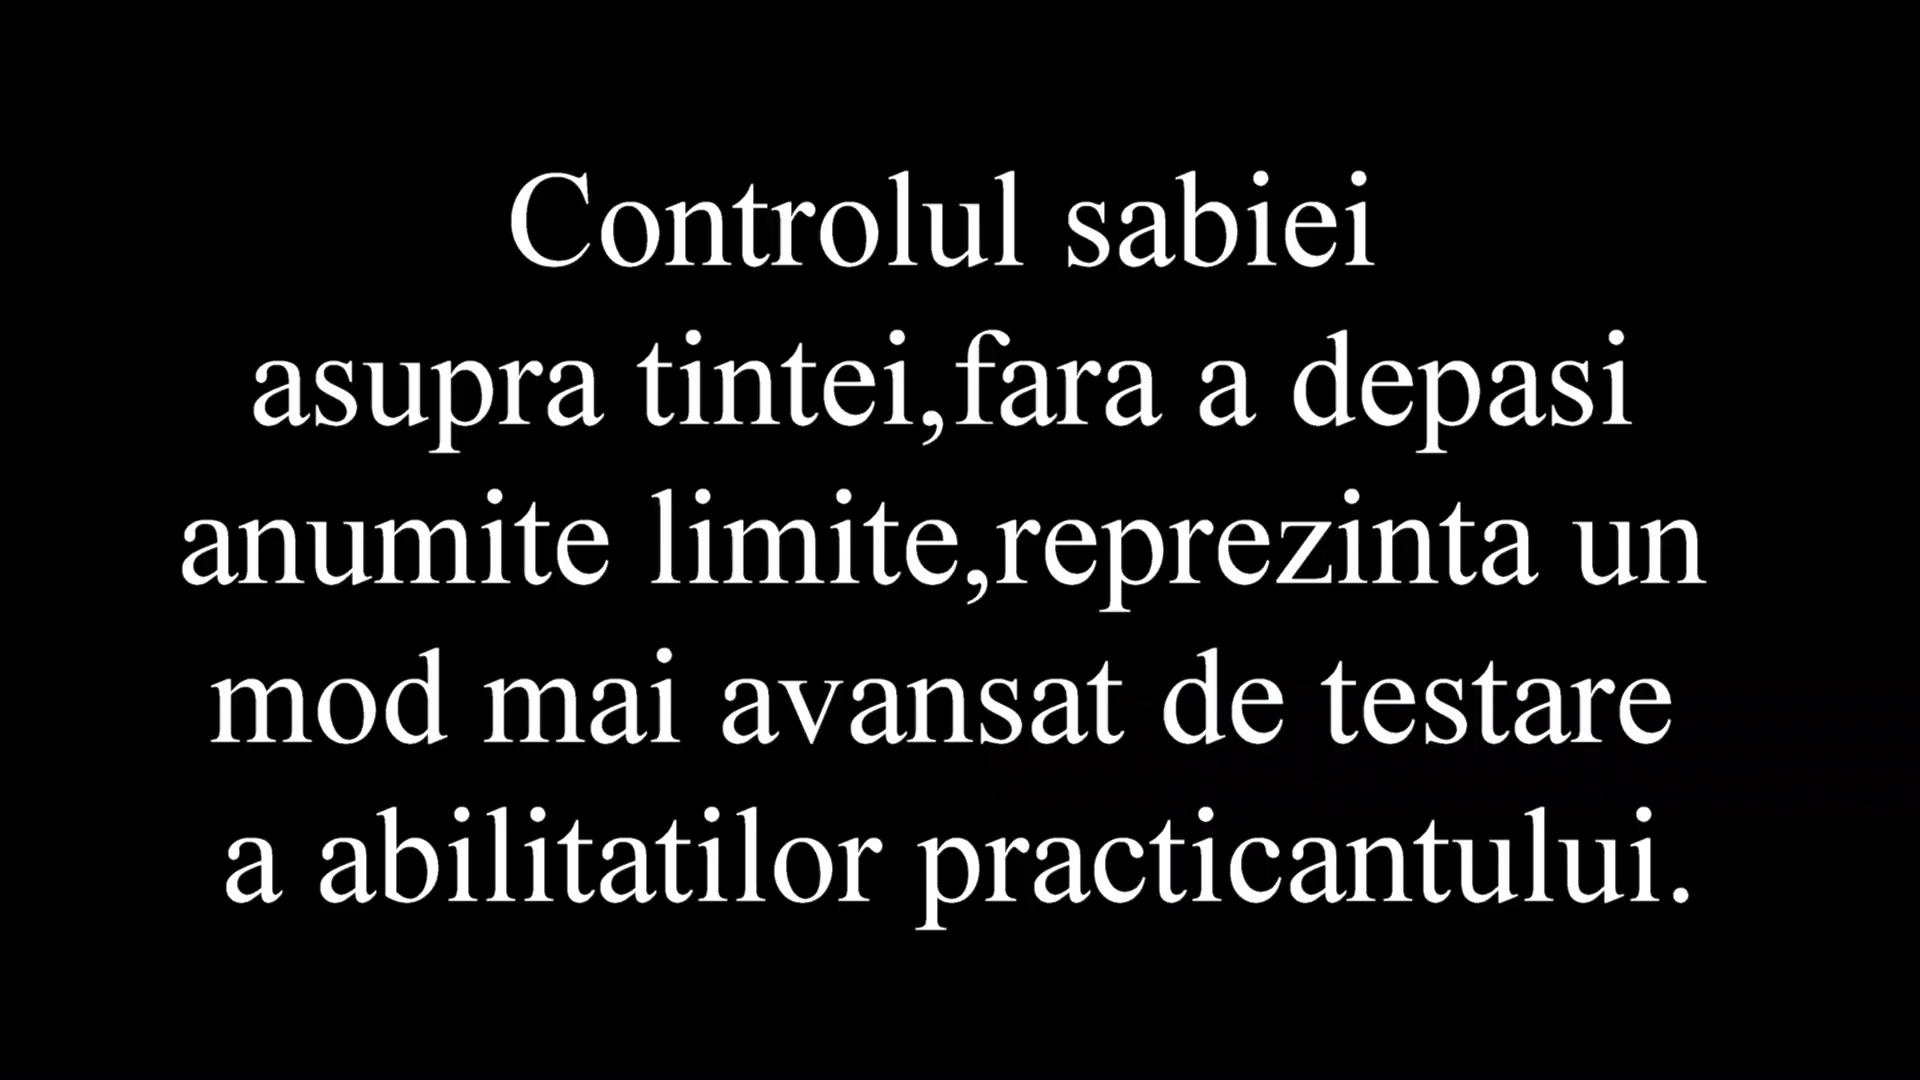 Controlul sabiei
asupra tintei,fara a depasi
anumite limite,reprezinta un
mod mai avansat de testare
a abilitatilor practicantului.